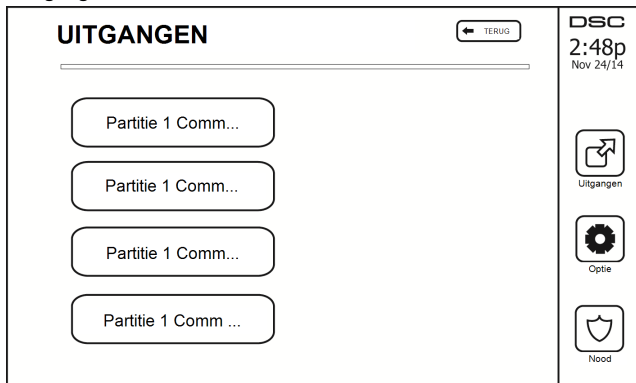 UITGANGEN
TERUG
Partitie 1 Comm...
Partitie 1 Comm...
Partitie 1 Comm...
Partitie 1 Comm ...
DSC
2:48p
Nov 24/14
Uitgangen
Optie
Nood